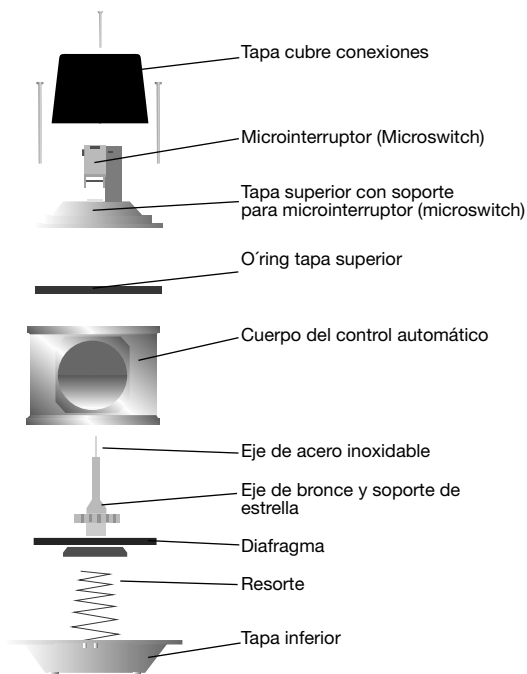 Tapa cubre conexiones
Microinterruptor (Microswitch)
Tapa superior con soporte
para microinterruptor (microswitch)
O´ring tapa superior
Cuerpo del control automático
Eje de acero inoxidable
Eje de bronce y soporte de
estrella
Diafragma
Resorte
Tapa inferior